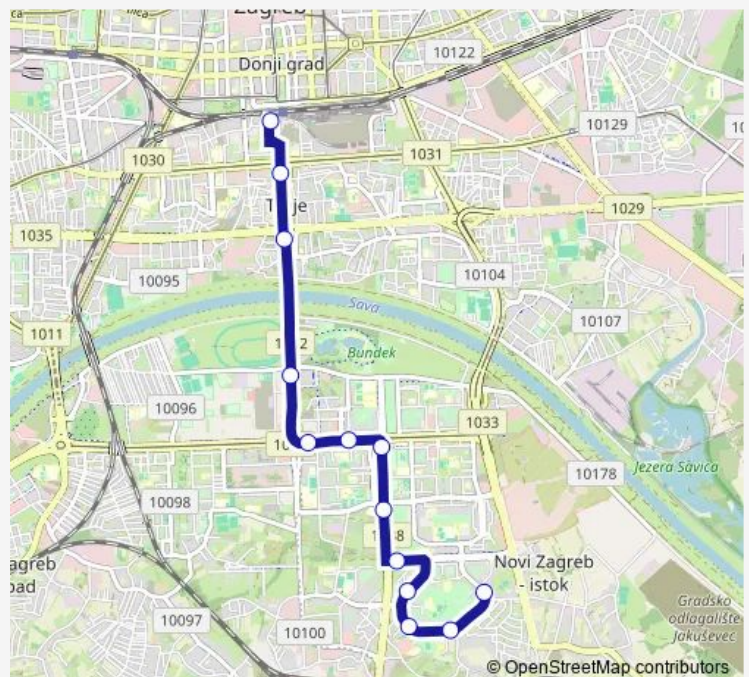 Zagreb
Donji grad
10122
10129
1030
1031
1029
1035
10095
10104
Sava
10107
1011
Bundek
10096
1033
10178
Jezera Savica
10098
Novi Zagreb
- istok
10097
10100
Gradsko
odlagalište
Jakuševec
© OpenStreetMap contributors